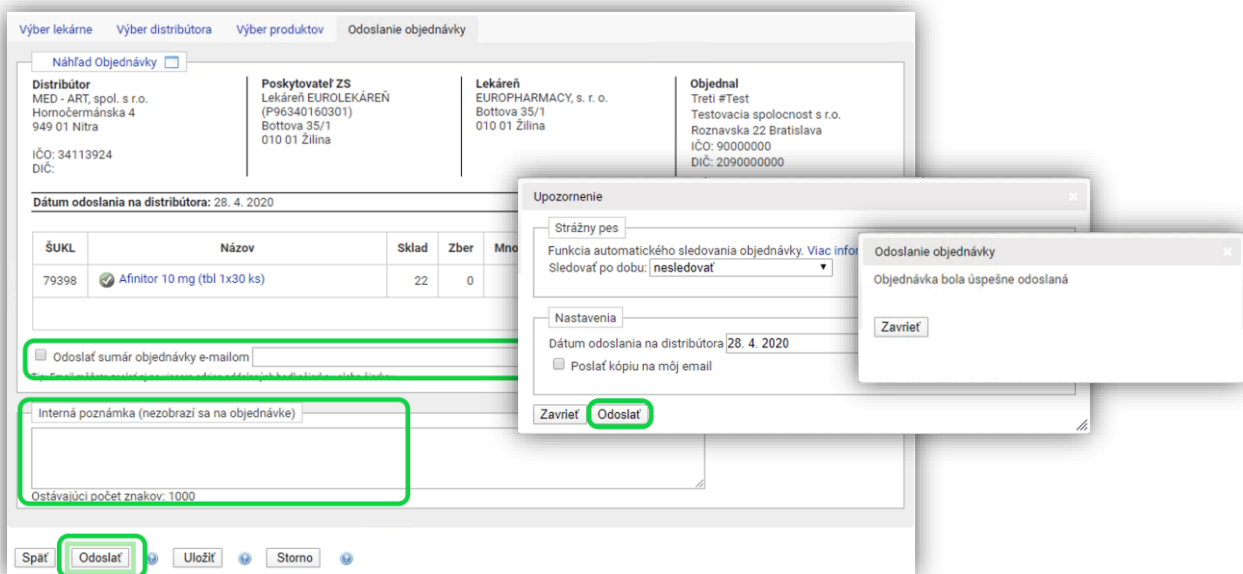 Výber lekárne Výber distribútora Výber produktov Odoslanie objednávky
Náhľad Objednávky
Distribútor
MED - ART, spol. s r.o.
Hornočermánska 4
949 01 Nitra
IČO: 34113924
DIČ:
Poskytovateľ ZS
Lekáreň EUROLEKÁREŇ
(P96340160301)
Bottova 35/1
010 01 Žilina
Lekáreň
EUROPHARMACY, s. r. o.
Bottova 35/1
010 01 Žilina
Objednal
Treti #Test
Testovacia spolocnost s r.o.
Roznavska 22 Bratislava
IČO: 90000000
DIČ: 2090000000
Dátum odoslania na distribútora: 28. 4. 2020
ŠUKL Názov Sklad Zber Mno
79398 Afinitor 10 mg (tbl 1x30 ks) 22 0
Odoslať sumár objednávky e-mailom
Interná poznámka (nezobrazí sa na objednávke)
Ostávajúci počet znakov: 1000
Späť Odoslať Uložiť Storno
Upozornenie
Strážny pes
Funkcia automatického sledovania objednávky. Viac infor
Sledovať po dobu: nesledovať
Nastavenia
Dátum odoslania na distribútora 28. 4. 2020
Poslať kópiu na môj email
Zavrieť Odoslať
Odoslanie objednávky
Objednávka bola úspešne odoslaná
Zavrieť